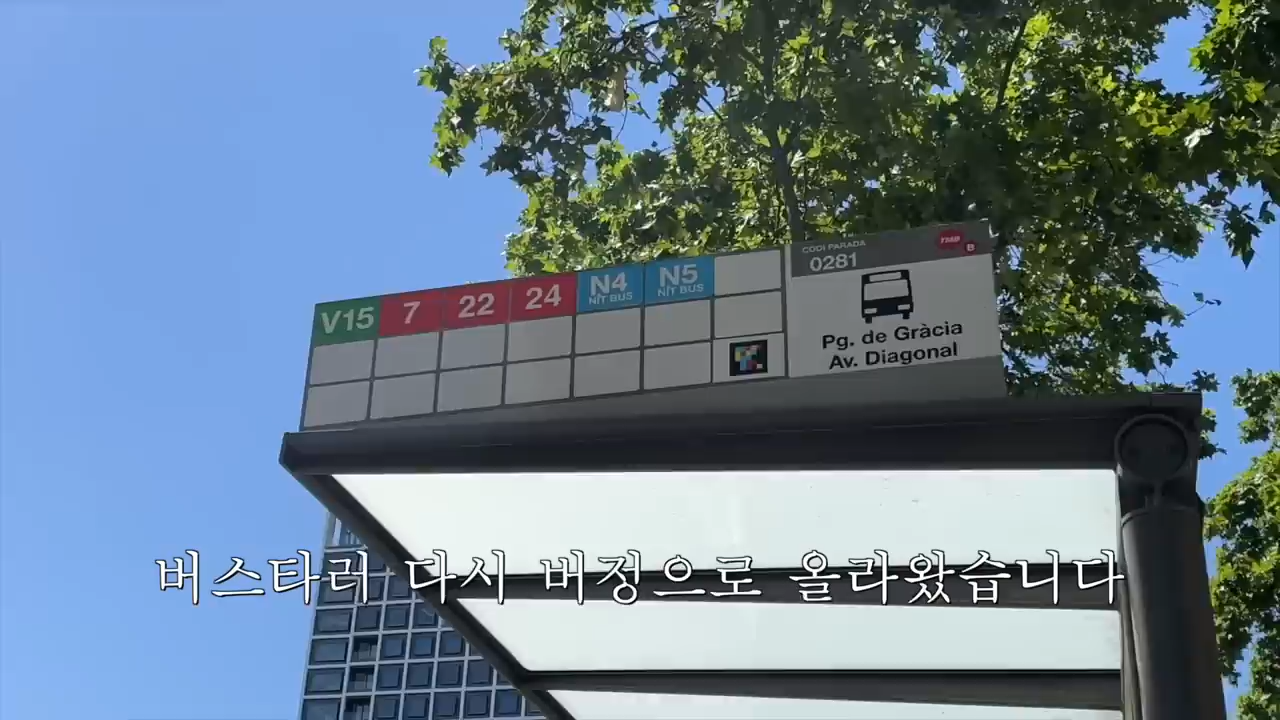 V15 7 22 24 N4 N5
NIT BUS NIT BUS
CODI PARADA
0281
TMB B
Pg. de Gràcia
Av. Diagonal
버스타러 다시 버정으로 올라왔습니다